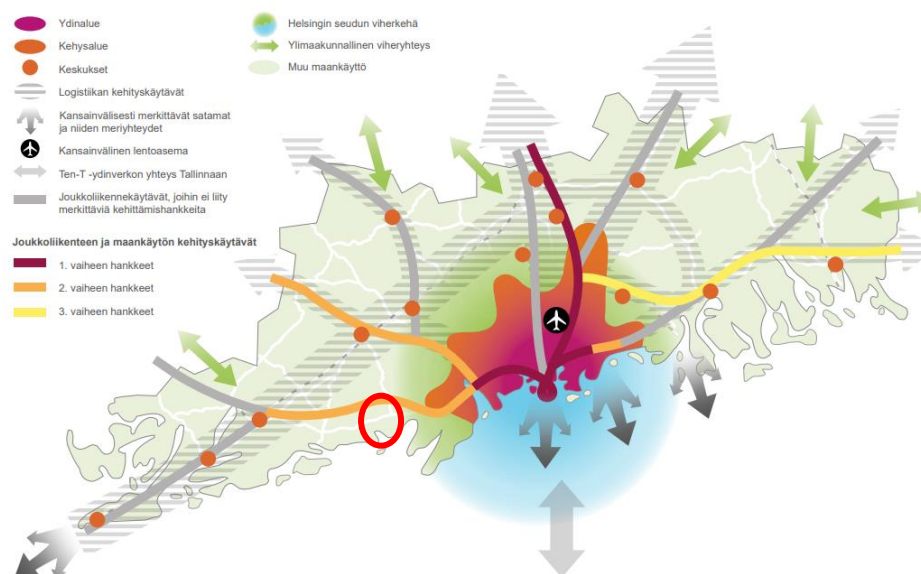 Ydinalue
Kehysalue
Keskukset
Logistiikan kehityskäytävät
Kansainvälisesti merkittävät satamat
ja niiden meriyhteydet
Kansainvälinen lentoasema
Ten-T -ydinverkon yhteys Tallinnaan
Joukkoliikennekäytävät, joihin ei liity
merkittäviä kehittämishankkeita
Joukkoliikenteen ja maankäytön kehityskäytävät
1. vaiheen hankkeet
2. vaiheen hankkeet
3. vaiheen hankkeet
Helsingin seudun viherkehä
Ylimaakunnallinen viheryhteys
Muu maankäyttö